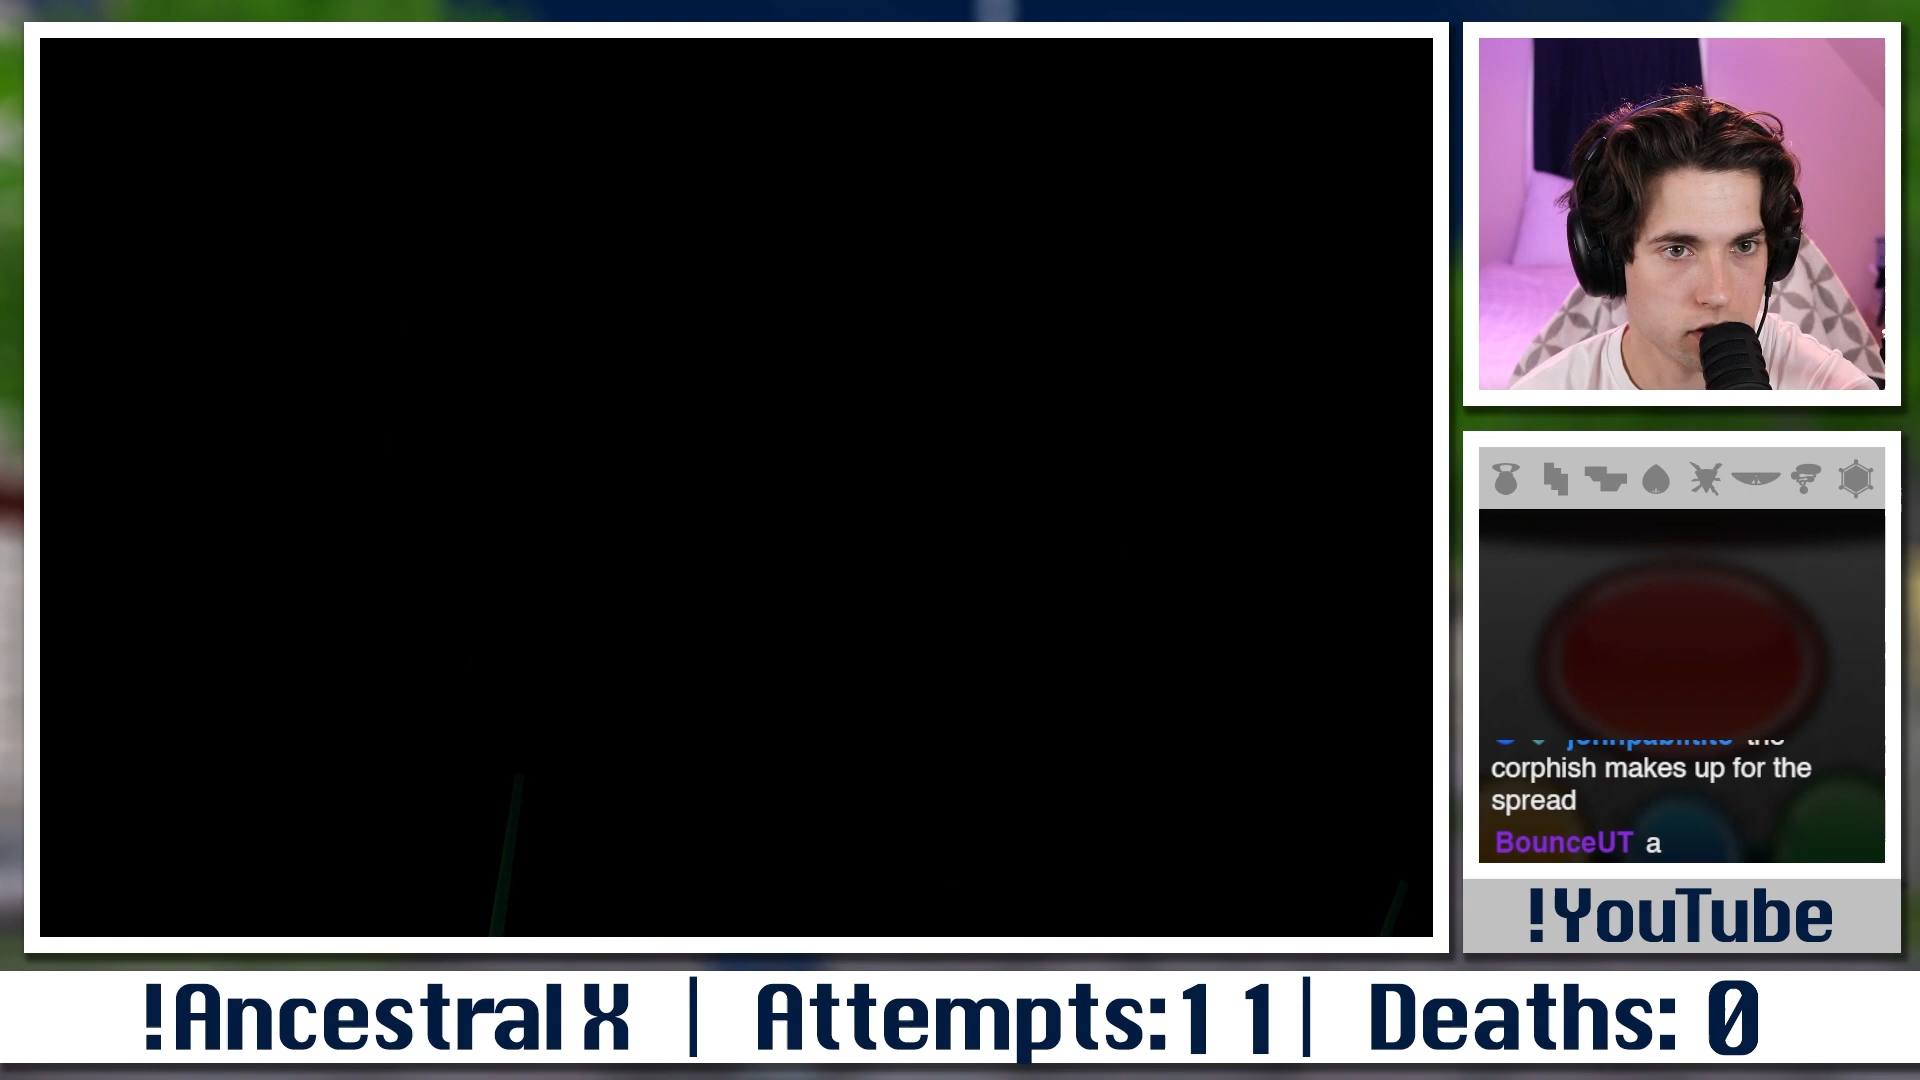 corphish makes up for the
spread
BounceUT a
!YouTube
!Ancestral X | Attempts:11| Deaths: 0